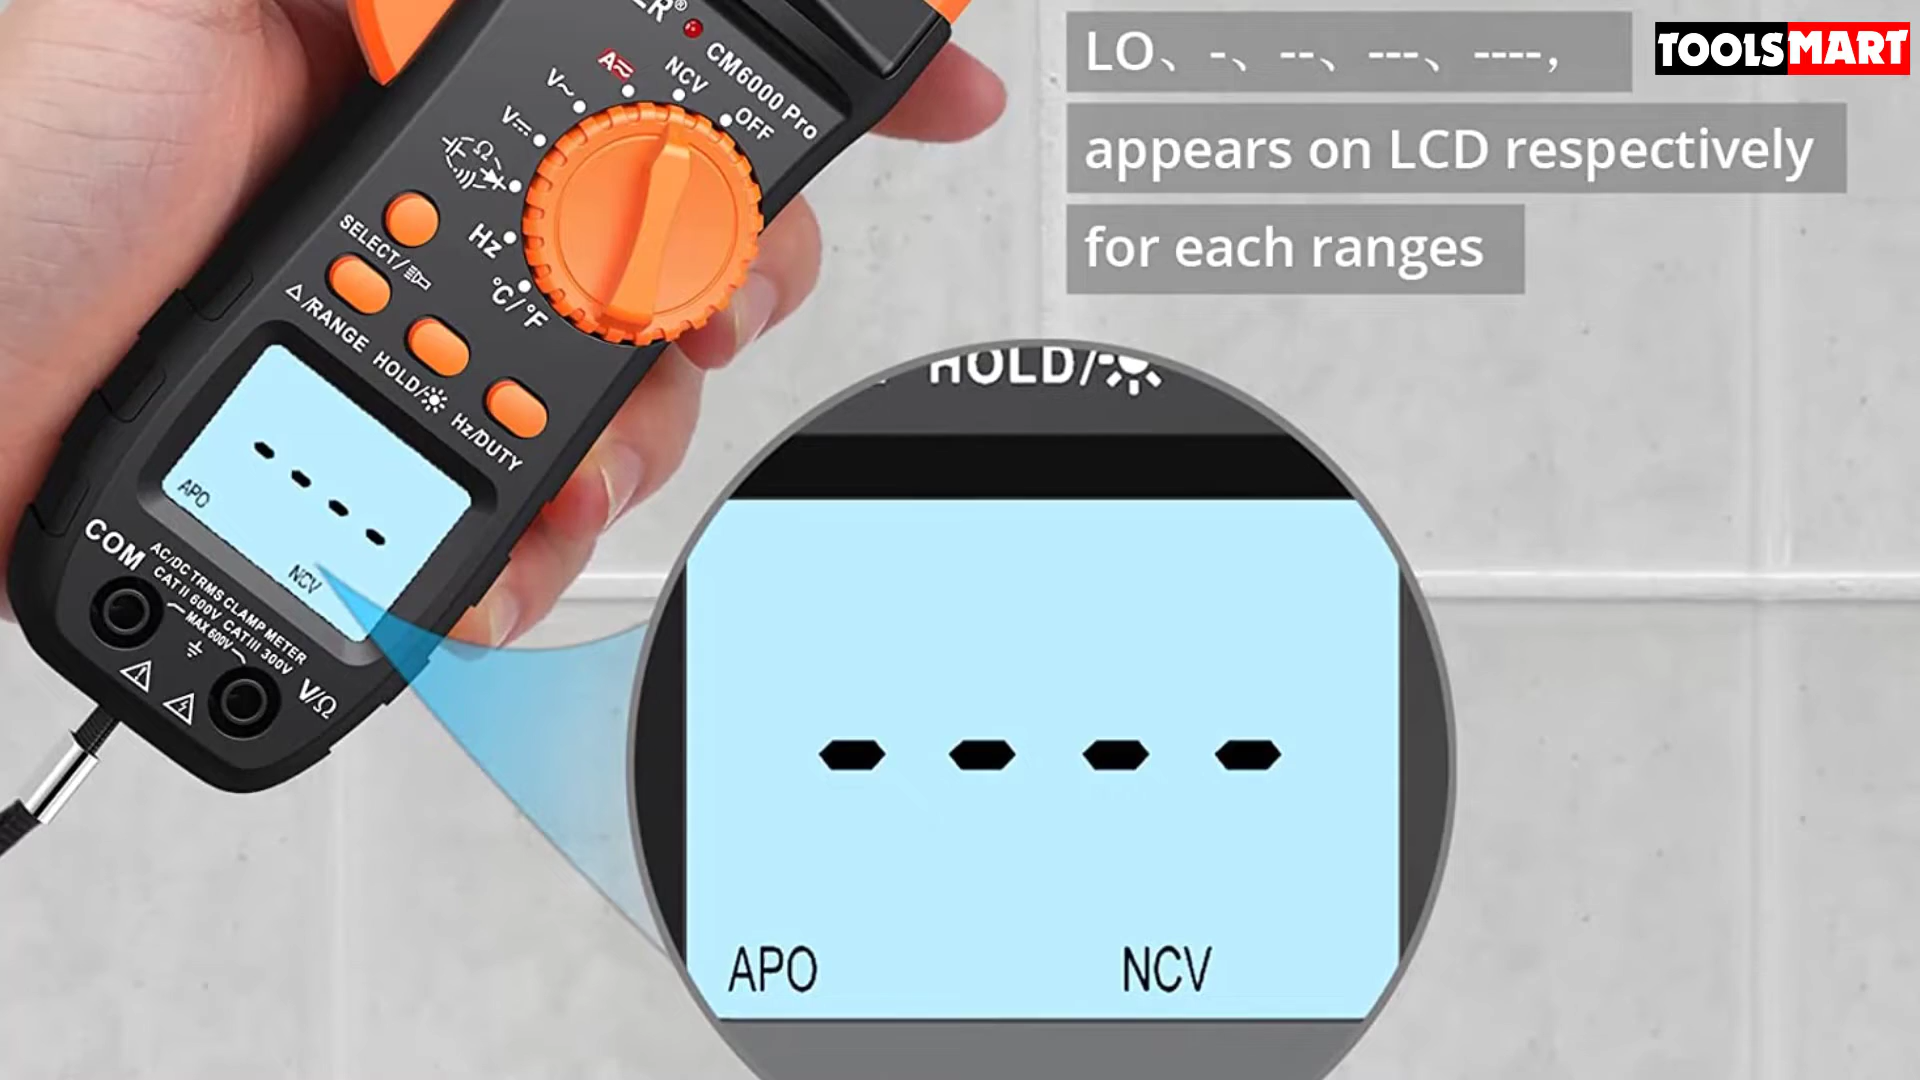 LO、-、--、---、----,
appears on LCD respectively
for each ranges
TOOLSMART
CM6000 Pro
OFF
NCV
A
V
V
Ω
Hz
°C/°F
SELECT/
△/RANGE
HOLD/
Hz/DUTY
- - - -
APO
NCV
COM
AC/DC TRMS CLAMP METER
CAT II 600V CAT III 300V
MAX 600V
V/Ω
HOLD/
- - - -
APO NCV